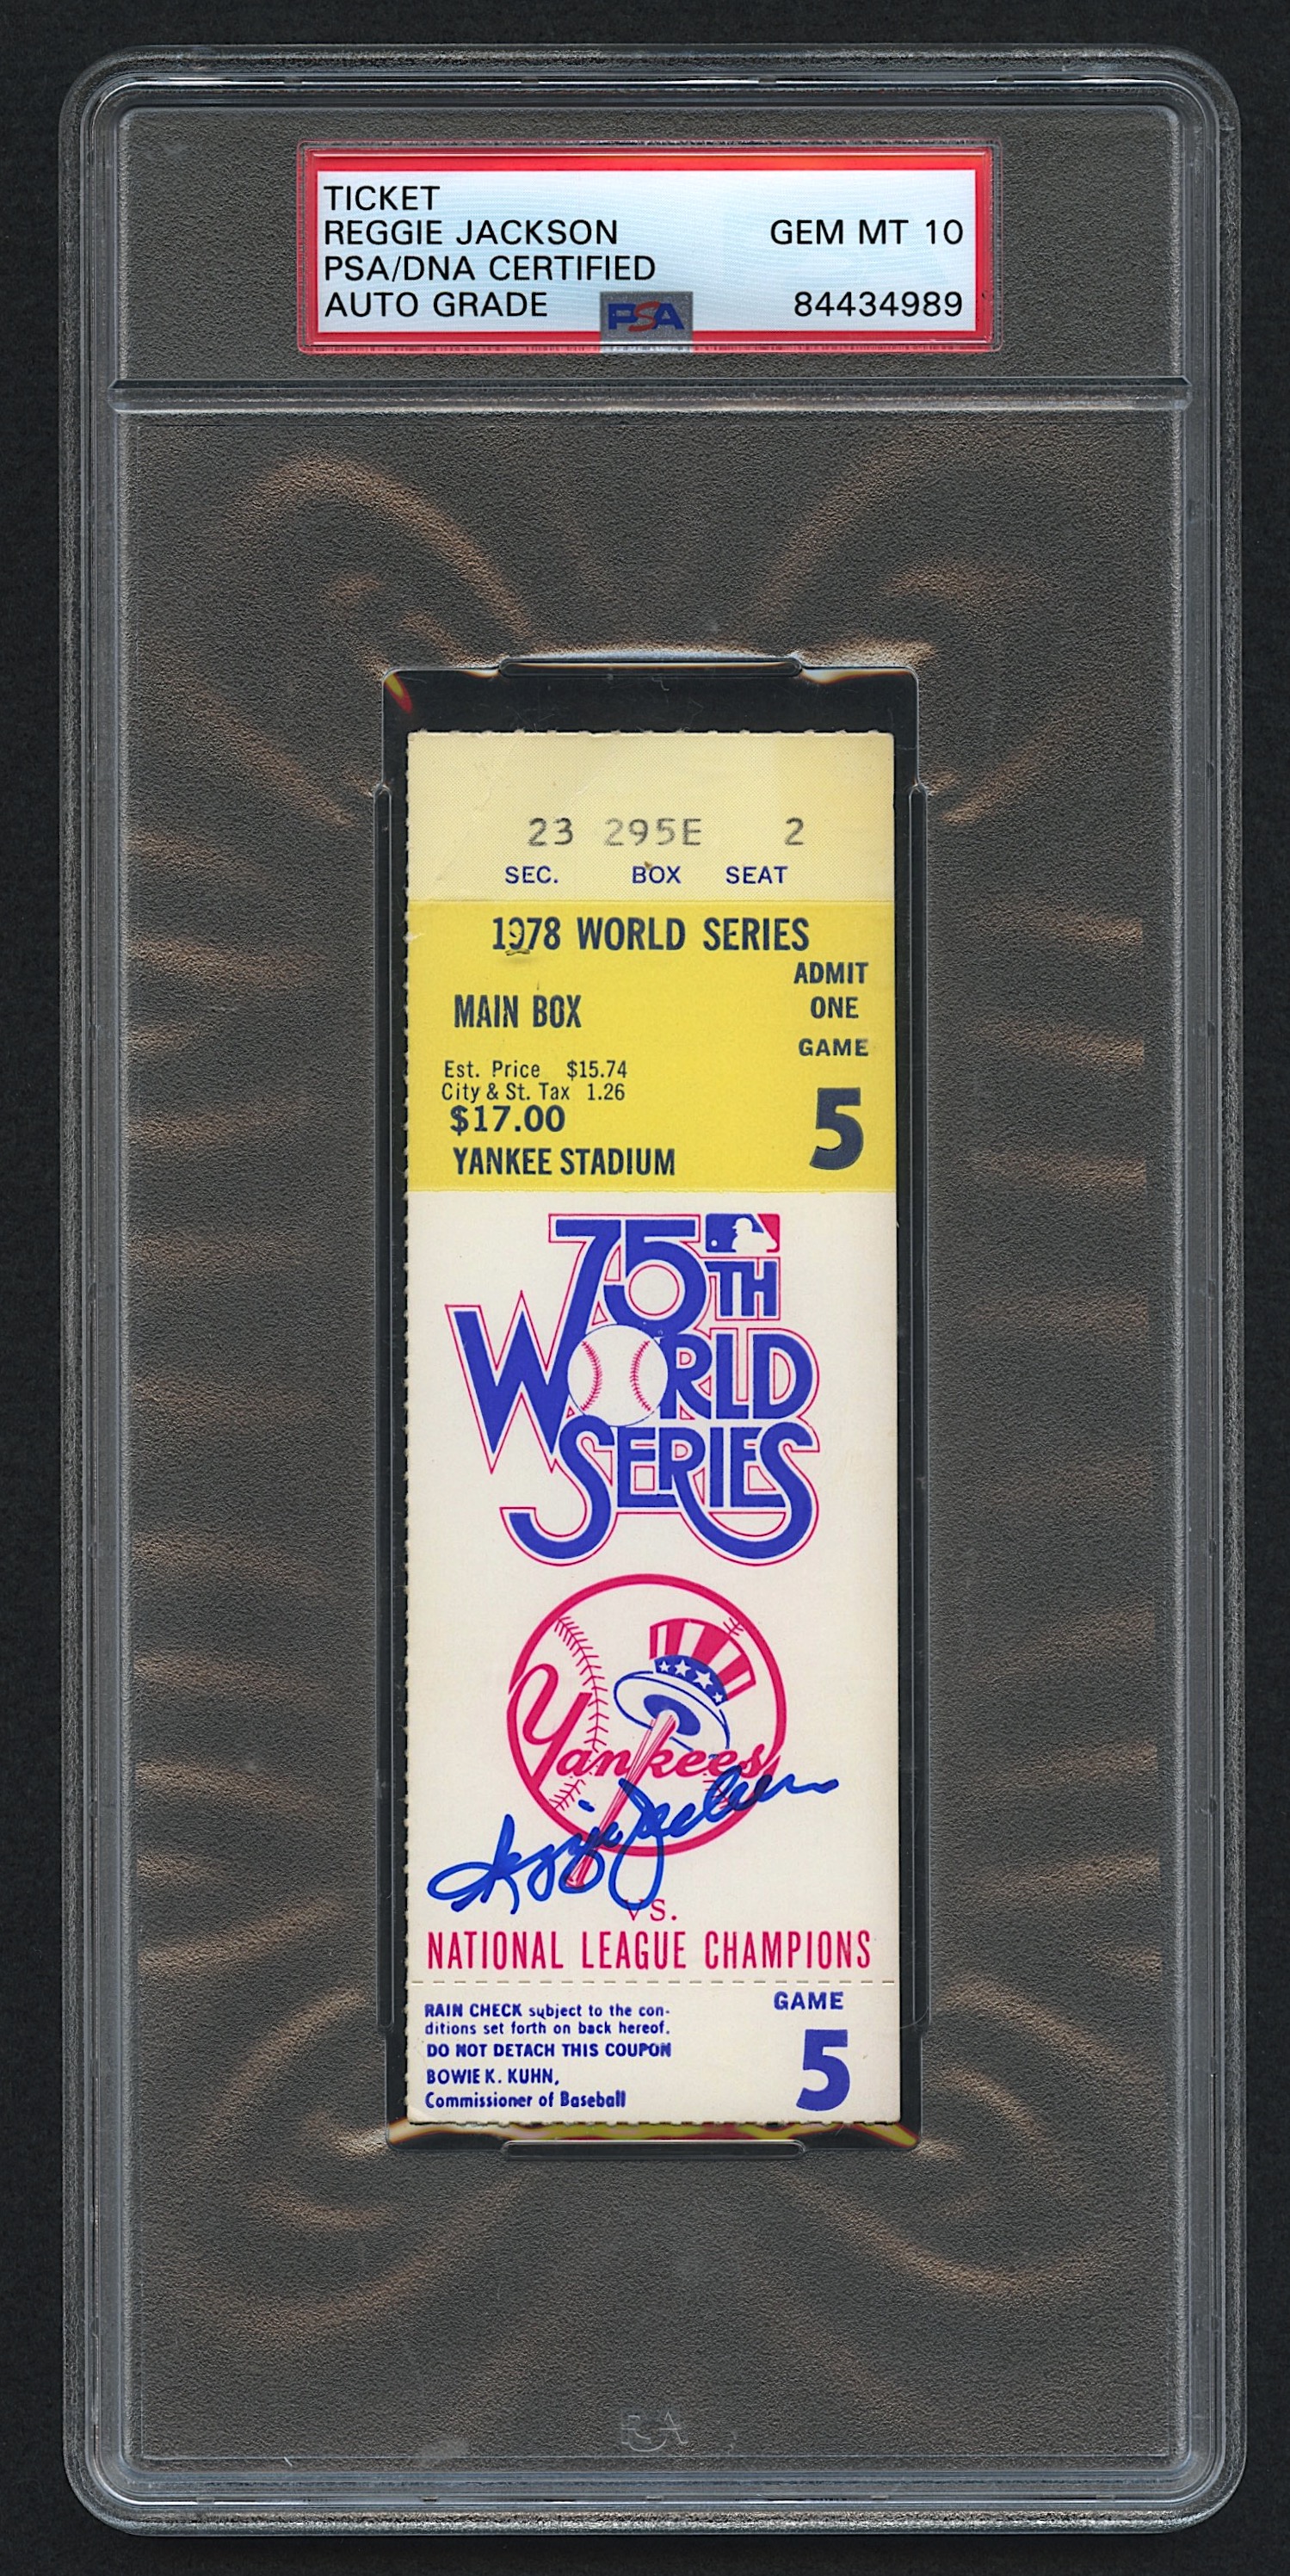 TICKET
REGGIE JACKSON GEM MT 10
PSA/DNA CERTIFIED
AUTO GRADE 84434989
PSA
23 295E 2
SEC. BOX SEAT
1978 WORLD SERIES
ADMIT
ONE
MAIN BOX
GAME
5
Est. Price $15.74
City & St. Tax 1.26
$17.00
YANKEE STADIUM
75TH
WORLD
SERIES
Yankees
Reggie Jackson
VS.
NATIONAL LEAGUE CHAMPIONS
RAIN CHECK subject to the con-
ditions set forth on back hereof.
DO NOT DETACH THIS COUPON
BOWIE K. KUHN,
Commissioner of Baseball
GAME
5
PSA